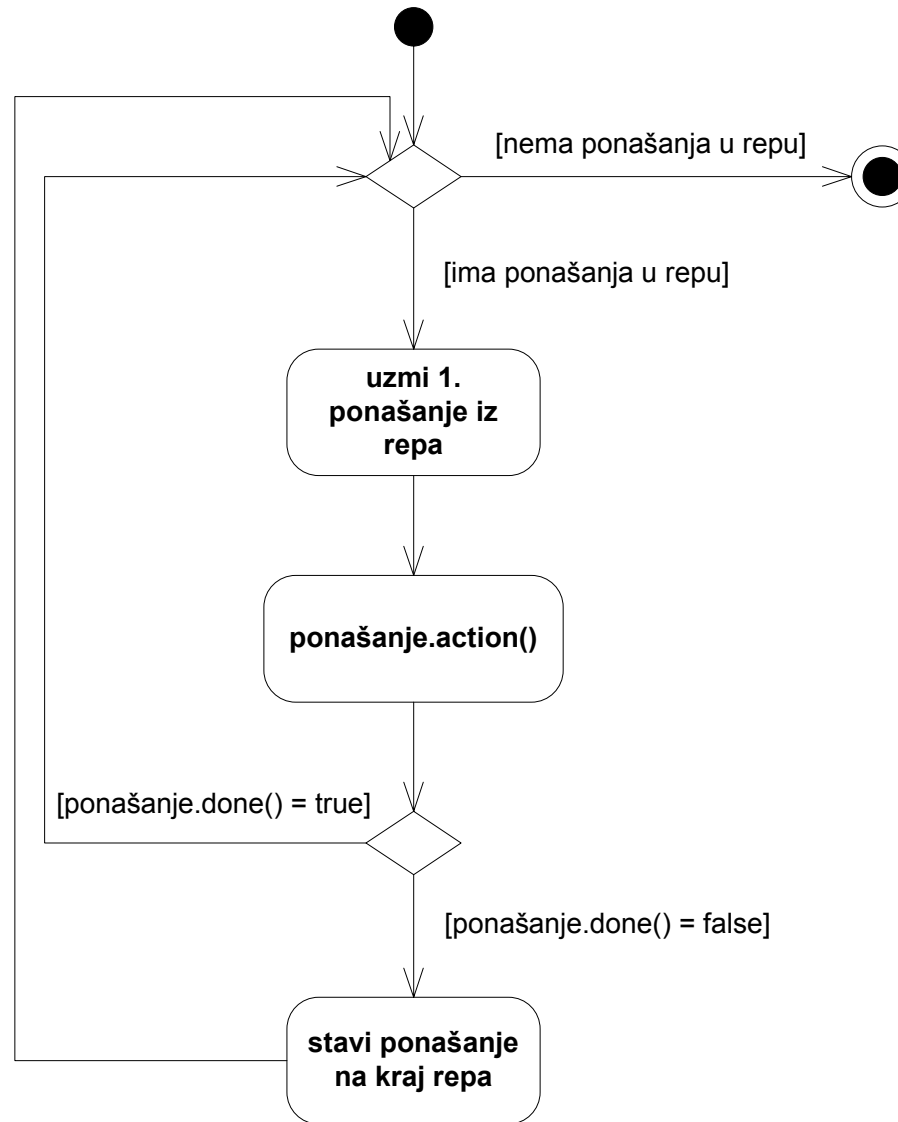 [nema ponašanja u repu]
[ima ponašanja u repu]
uzmi 1.
ponašanje iz
repa
ponašanje.action()
[ponašanje.done() = true]
[ponašanje.done() = false]
stavi ponašanje
na kraj repa